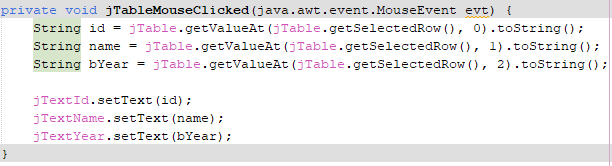 private void jTableMouseClicked(java.awt.event.MouseEvent evt) {
String id = jTable.getValueAt(jTable.getSelectedRow(), 0).toString();
String name = jTable.getValueAt(jTable.getSelectedRow(), 1).toString();
String bYear = jTable.getValueAt(jTable.getSelectedRow(), 2).toString();
jTextId.setText(id);
jTextName.setText(name);
jTextYear.setText(bYear);
}